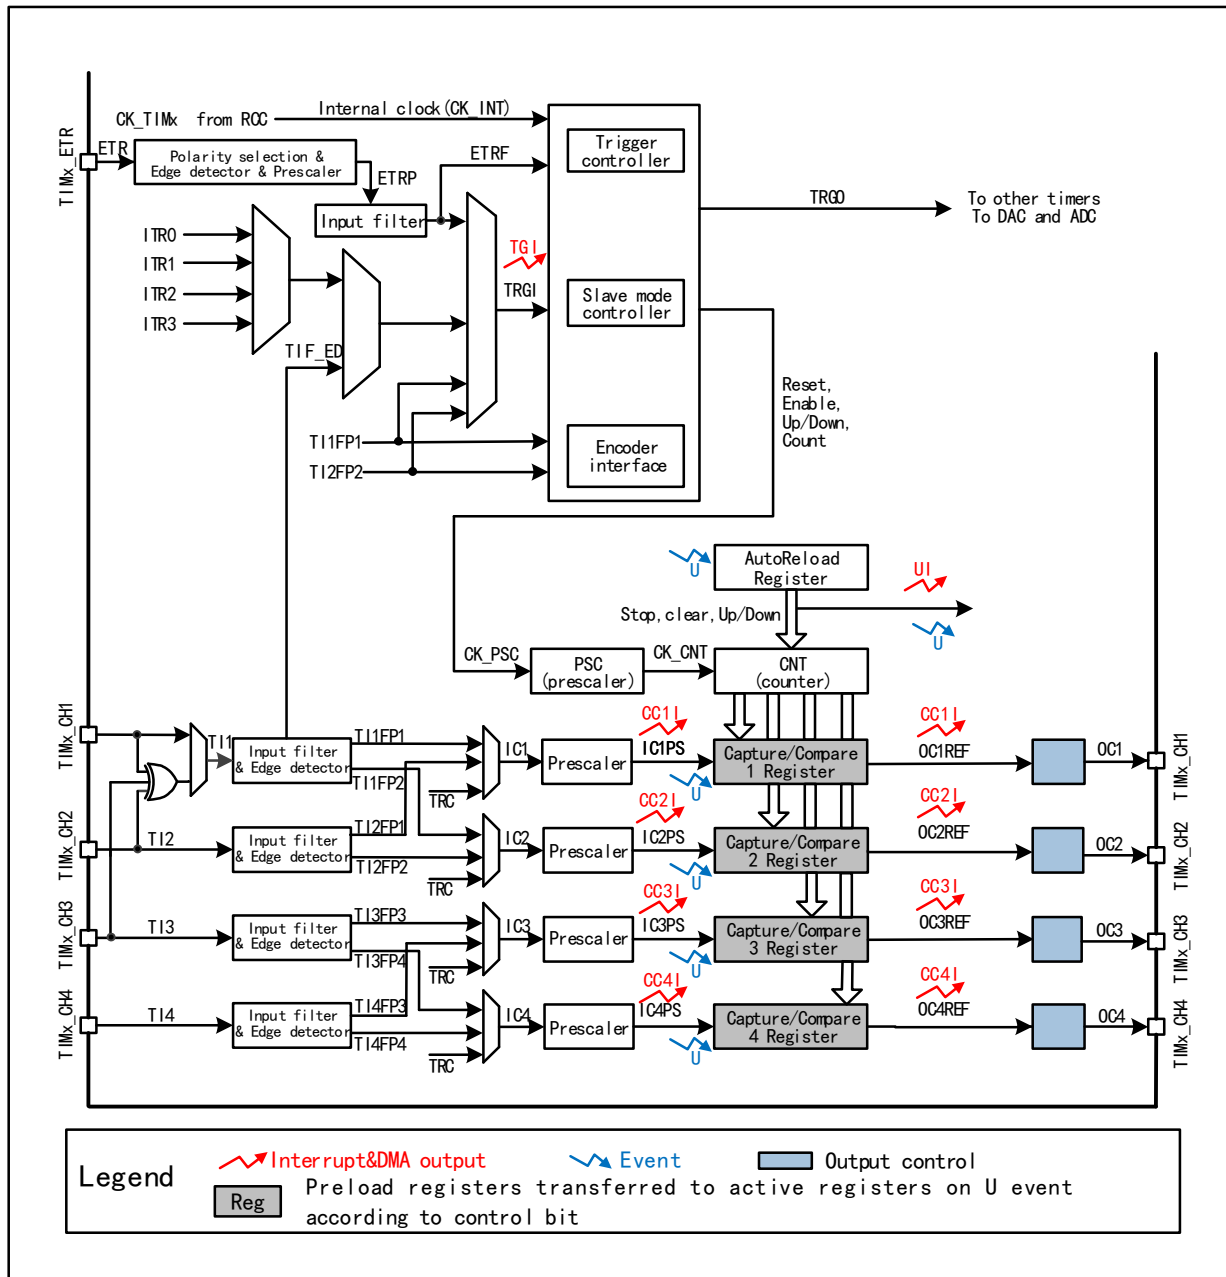 Internal clock(CK_INT)
CK_TIMx from RCC
TIMx_ETR
ETR
Polarity selection &
Edge detector & Prescaler
ETRP
Input filter
ETRF
Trigger
controller
TRGO
To other timers
To DAC and ADC
ITR0
ITR1
ITR2
ITR3
TGI
TRGI
Slave mode
controller
TIF_ED
Reset,
Enable,
Up/Down,
Count
TI1FP1
TI2FP2
Encoder
interface
U
AutoReload
Register
UI
Stop,clear,Up/Down
U
CK_PSC
PSC
(prescaler)
CK_CNT
CNT
(counter)
TIMx_CH1
TI1
Input filter
& Edge detector
TI1FP1
TI1FP2
TRC
IC1
Prescaler
CC1I
IC1PS
U
Capture/Compare
1 Register
CC1I
OC1REF
OC1
TIMx_CH1
TIMx_CH2
TI2
Input filter
& Edge detector
TI2FP1
TI2FP2
TRC
IC2
Prescaler
CC2I
IC2PS
U
Capture/Compare
2 Register
CC2I
OC2REF
OC2
TIMx_CH2
TIMx_CH3
TI3
Input filter
& Edge detector
TI3FP3
TI3FP4
TRC
IC3
Prescaler
CC3I
IC3PS
U
Capture/Compare
3 Register
CC3I
OC3REF
OC3
TIMx_CH3
TIMx_CH4
TI4
Input filter
& Edge detector
TI4FP3
TI4FP4
TRC
IC4
Prescaler
CC4I
IC4PS
U
Capture/Compare
4 Register
CC4I
OC4REF
OC4
TIMx_CH4
Legend
Interrupt&DMA output
Event
Output control
Reg
Preload registers transferred to active registers on U event
according to control bit